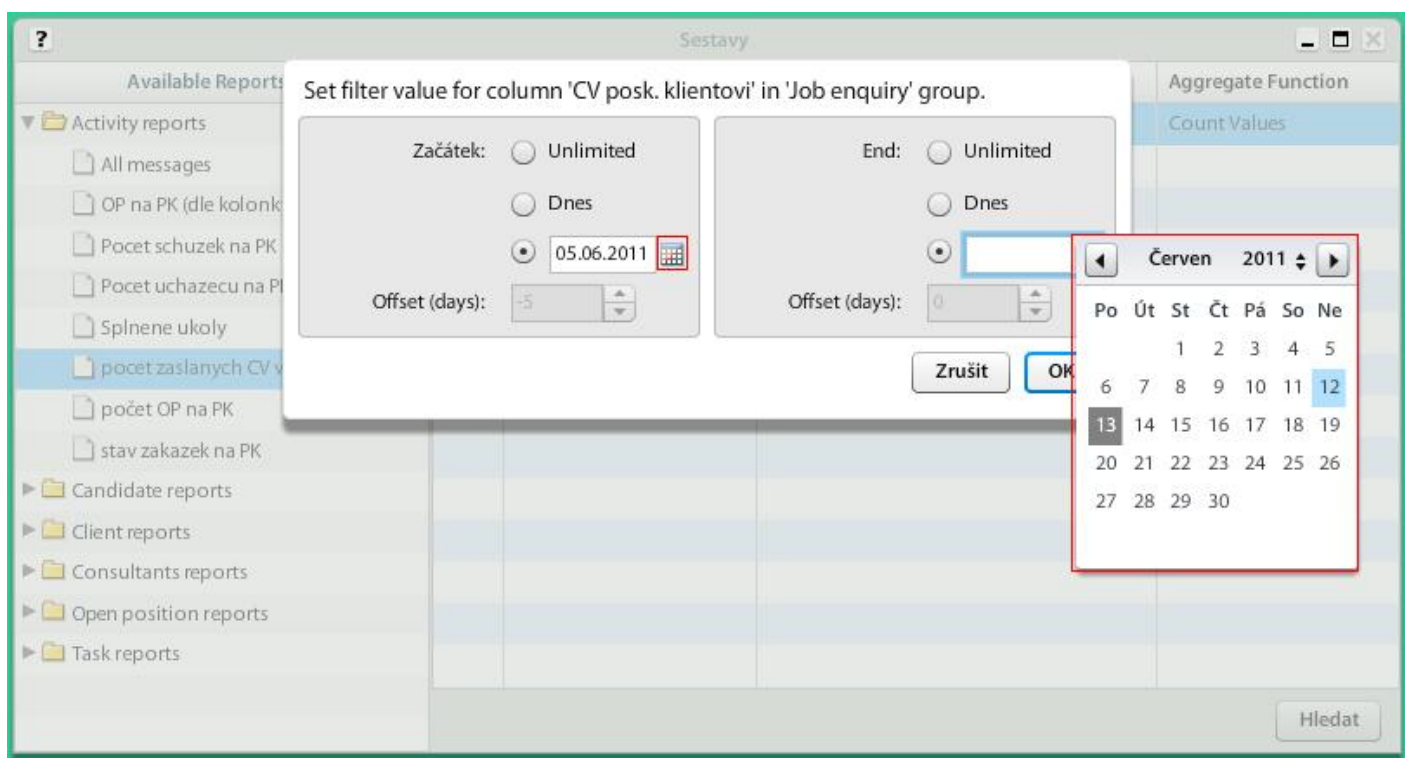 ?
Sestavy
Available Reports
Aggregate Function
Activity reports
Count Values
All messages
OP na PK (dle kolonk
Pocet schuzek na PK
Pocet uchazecu na
Splnene ukoly
pocet zaslanych CV
počet OP na PK
stav zakazek na PK
Candidate reports
Client reports
Consultants reports
Open position reports
Task reports
Set filter value for column 'CV posk. klientovi' in 'Job enquiry' group.
Začátek: Unlimited
Dnes
05.06.2011
Offset (days): -5
End: Unlimited
Dnes
Offset (days): 0
Zrušit OK
Červen 2011
Po Út St Čt Pá So Ne
1 2 3 4 5
6 7 8 9 10 11 12
13 14 15 16 17 18 19
20 21 22 23 24 25 26
27 28 29 30
Hledat